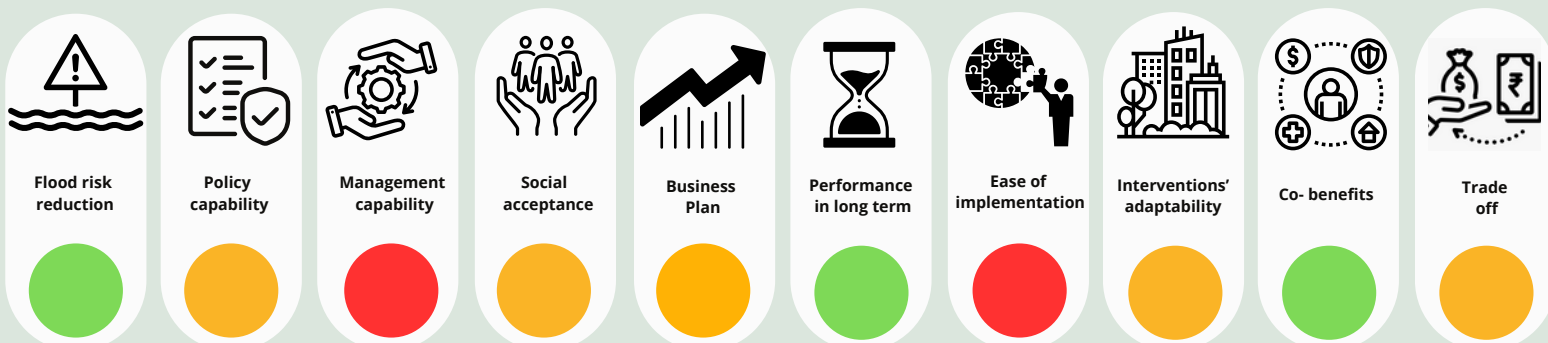 Flood risk
reduction
Policy
capability
Management
capability
Social
acceptance
Business
Plan
Performance
in long term
Ease of
implementation
Interventions’
adaptability
Co- benefits
Trade
off